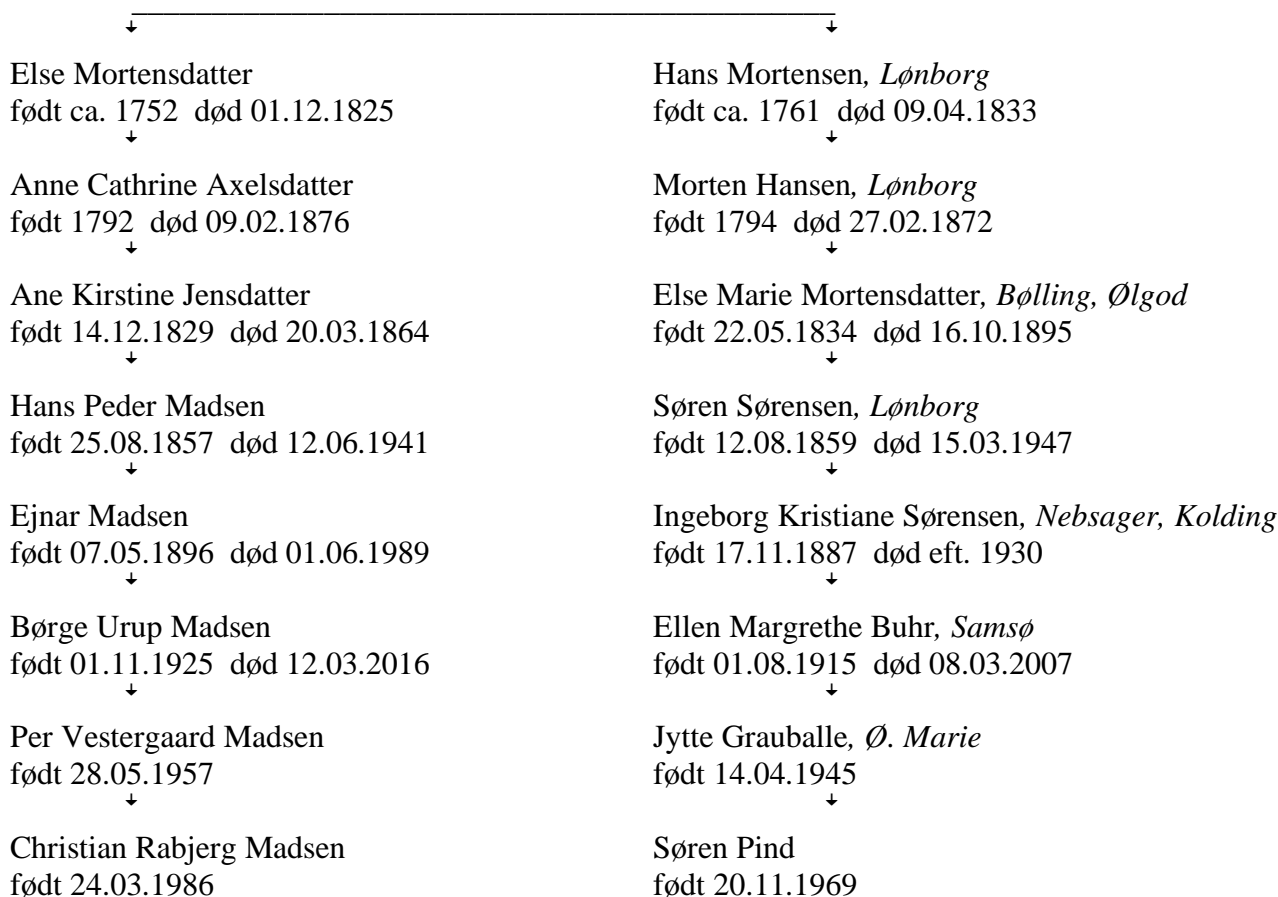 Else Mortensdatter
født ca. 1752 død 01.12.1825
Anne Cathrine Axelsdatter
født 1792 død 09.02.1876
Ane Kirstine Jensdatter
født 14.12.1829 død 20.03.1864
Hans Peder Madsen
født 25.08.1857 død 12.06.1941
Ejnar Madsen
født 07.05.1896 død 01.06.1989
Børge Urup Madsen
født 01.11.1925 død 12.03.2016
Per Vestergaard Madsen
født 28.05.1957
Christian Rabjerg Madsen
født 24.03.1986
Hans Mortensen, Lønborg
født ca. 1761 død 09.04.1833
Morten Hansen, Lønborg
født 1794 død 27.02.1872
Else Marie Mortensdatter, Bølling, Ølgod
født 22.05.1834 død 16.10.1895
Søren Sørensen, Lønborg
født 12.08.1859 død 15.03.1947
Ingeborg Kristiane Sørensen, Nebsager, Kolding
født 17.11.1887 død eft. 1930
Ellen Margrethe Buhr, Samsø
født 01.08.1915 død 08.03.2007
Jytte Grauballe, Ø. Marie
født 14.04.1945
Søren Pind
født 20.11.1969